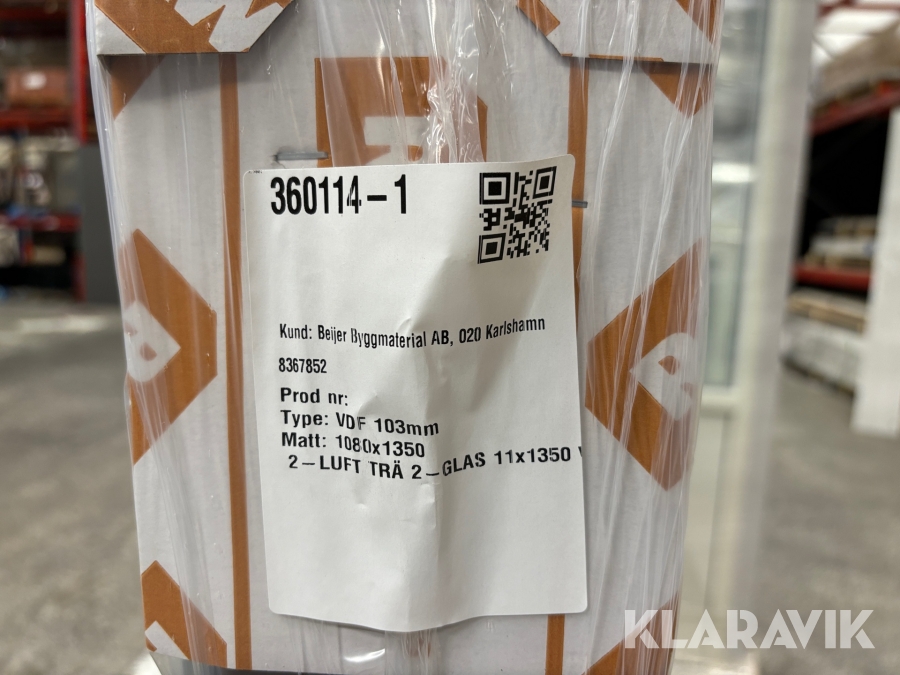 360114-1
Kund: Beijer Byggmaterial AB, 020 Karlshamn
8367852
Prod nr:
Type: VDF 103mm
Matt: 1080x1350
2-LUFT TRÄ 2-GLAS 11x1350
KLARAVIK